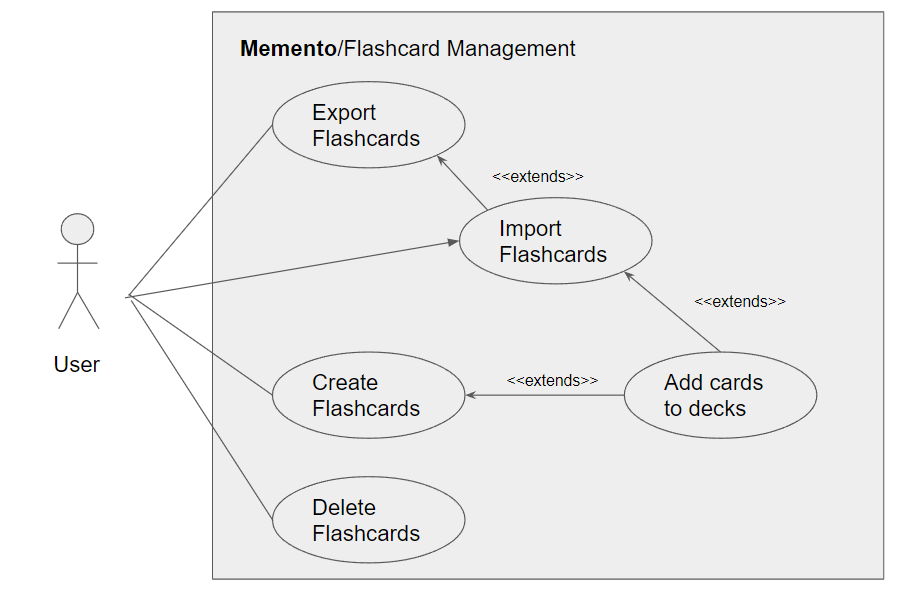 Memento/Flashcard Management
Export
Flashcards
<<extends>>
Import
Flashcards
<<extends>>
User
Create
Flashcards
<<extends>>
Add cards
to decks
Delete
Flashcards